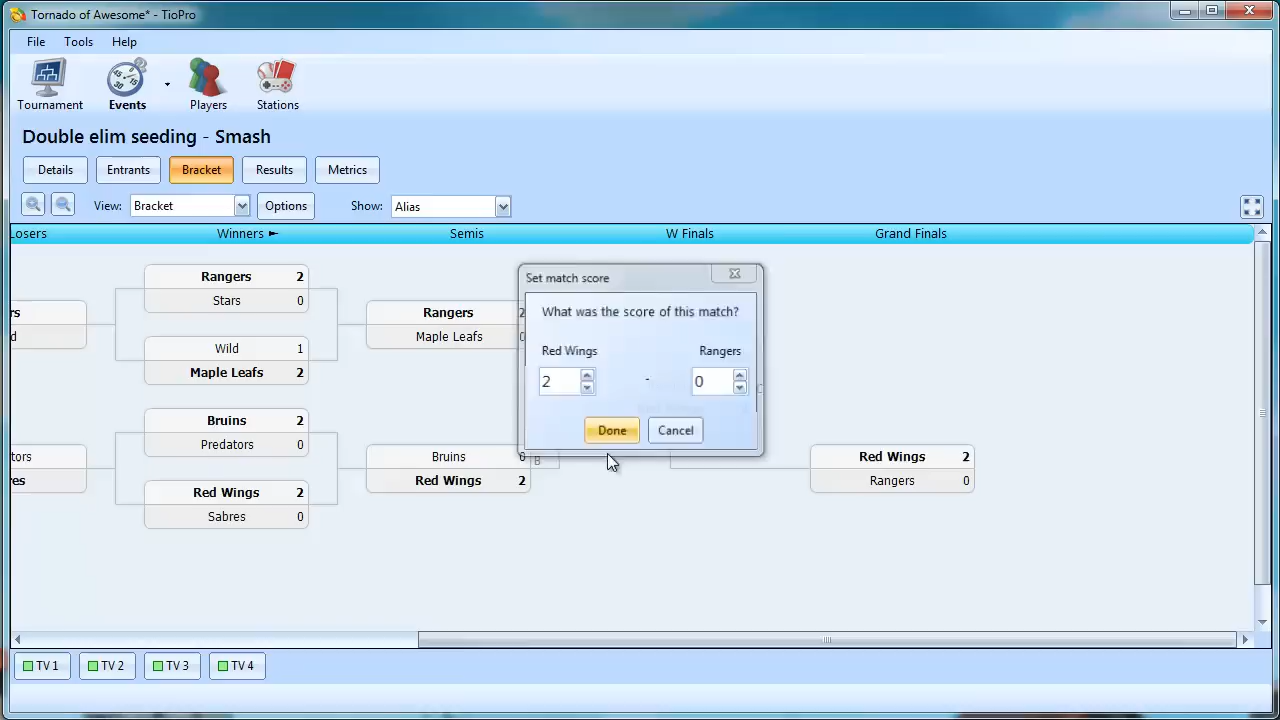 Tornado of Awesome* - TioPro
File Tools Help
Tournament Events Players Stations
Double elim seeding - Smash
Details Entrants Bracket Results Metrics
View: Bracket Options Show: Alias
Losers Winners Semis W Finals Grand Finals
Rangers 2
Stars 0
Wild 1
Maple Leafs 2
Bruins 2
Predators 0
Red Wings 2
Sabres 0
Rangers 2
Maple Leafs 0
Bruins 0
Red Wings 2
B
Set match score
What was the score of this match?
Red Wings Rangers
2 - 0
Done Cancel
Red Wings 2
Rangers 0
TV 1 TV 2 TV 3 TV 4